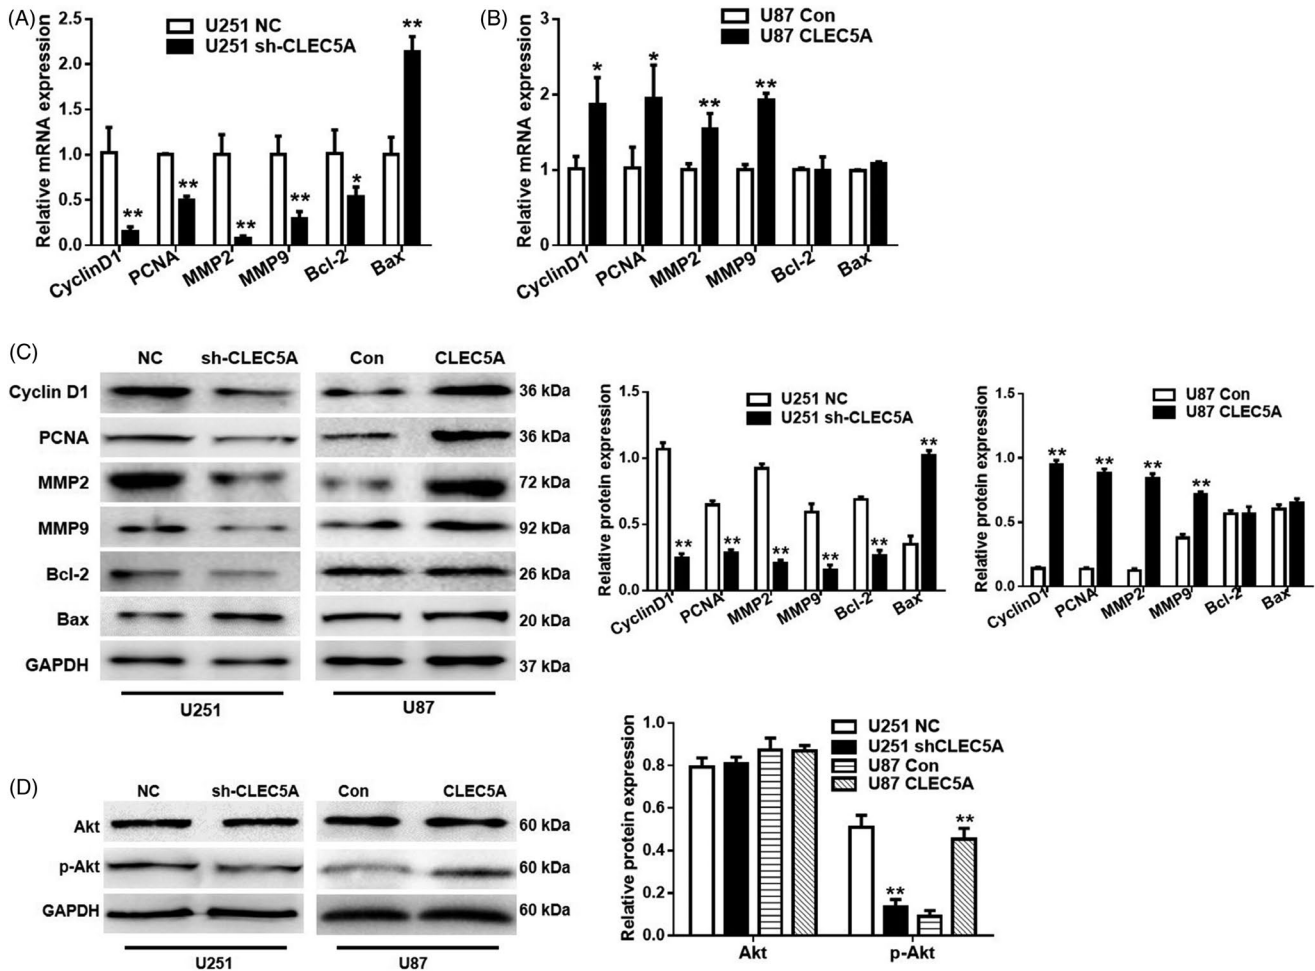 (A)
U251 NC
U251 sh-CLEC5A
Relative mRNA expression
2.5
2.0
1.5
1.0
0.5
0.0
** ** ** ** * **
CyclinD1 PCNA MMP2 MMP9 Bcl-2 Bax
(B)
U87 Con
U87 CLEC5A
Relative mRNA expression
3
2
1
0
* * ** **
CyclinD1 PCNA MMP2 MMP9 Bcl-2 Bax
(C)
NC sh-CLEC5A Con CLEC5A
Cyclin D1 36 kDa
PCNA 36 kDa
MMP2 72 kDa
MMP9 92 kDa
Bcl-2 26 kDa
Bax 20 kDa
GAPDH 37 kDa
U251 U87
U251 NC
U251 sh-CLEC5A
Relative protein expression
1.5
1.0
0.5
0.0
** ** ** ** ** **
CyclinD1 PCNA MMP2 MMP9 Bcl-2 Bax
U87 Con
U87 CLEC5A
Relative protein expression
1.5
1.0
0.5
0.0
** ** ** **
CyclinD1 PCNA MMP2 MMP9 Bcl-2 Bax
(D)
NC sh-CLEC5A Con CLEC5A
Akt 60 kDa
p-Akt 60 kDa
GAPDH 60 kDa
U251 U87
U251 NC
U251 shCLEC5A
U87 Con
U87 CLEC5A
Relative protein expression
1.0
0.8
0.6
0.4
0.2
0.0
** **
Akt p-Akt